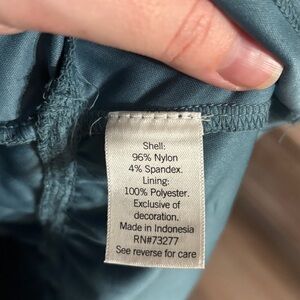 Shell:
96% Nylon
4% Spandex.
Lining:
100% Polyester.
Exclusive of
decoration.
Made in Indonesia
RN#73277
See reverse for care